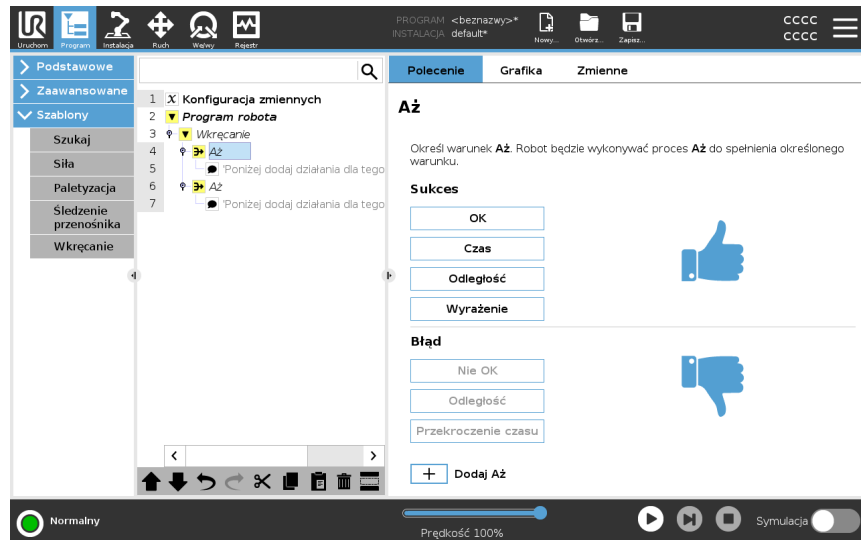 UR
PROGRAM <beznazwy>*
INSTALACJA default*
Uruchom
Program
Instalacja
Ruch
We/wy
Rejestr
Nowy...
Otwórz...
Zapisz...
CCCC
CCCC
Podstawowe
Zaawansowane
Szablony
Szukaj
Siła
Paletyzacja
Śledzenie
przenośnika
Wkręcanie
1 X Konfiguracja zmiennych
2 Program robota
3 Wkręcanie
4 Aż
5 'Poniżej dodaj działania dla tego
6 Aż
7 'Poniżej dodaj działania dla tego
Polecenie
Grafika
Zmienne
Aż
Określ warunek Aż. Robot będzie wykonywać proces Aż do spełnienia określonego
warunku.
Sukces
OK
Czas
Odległość
Wyrażenie
Błąd
Nie OK
Odległość
Przekroczenie czasu
+ Dodaj Aż
Normalny
Prędkość 100%
Symulacja